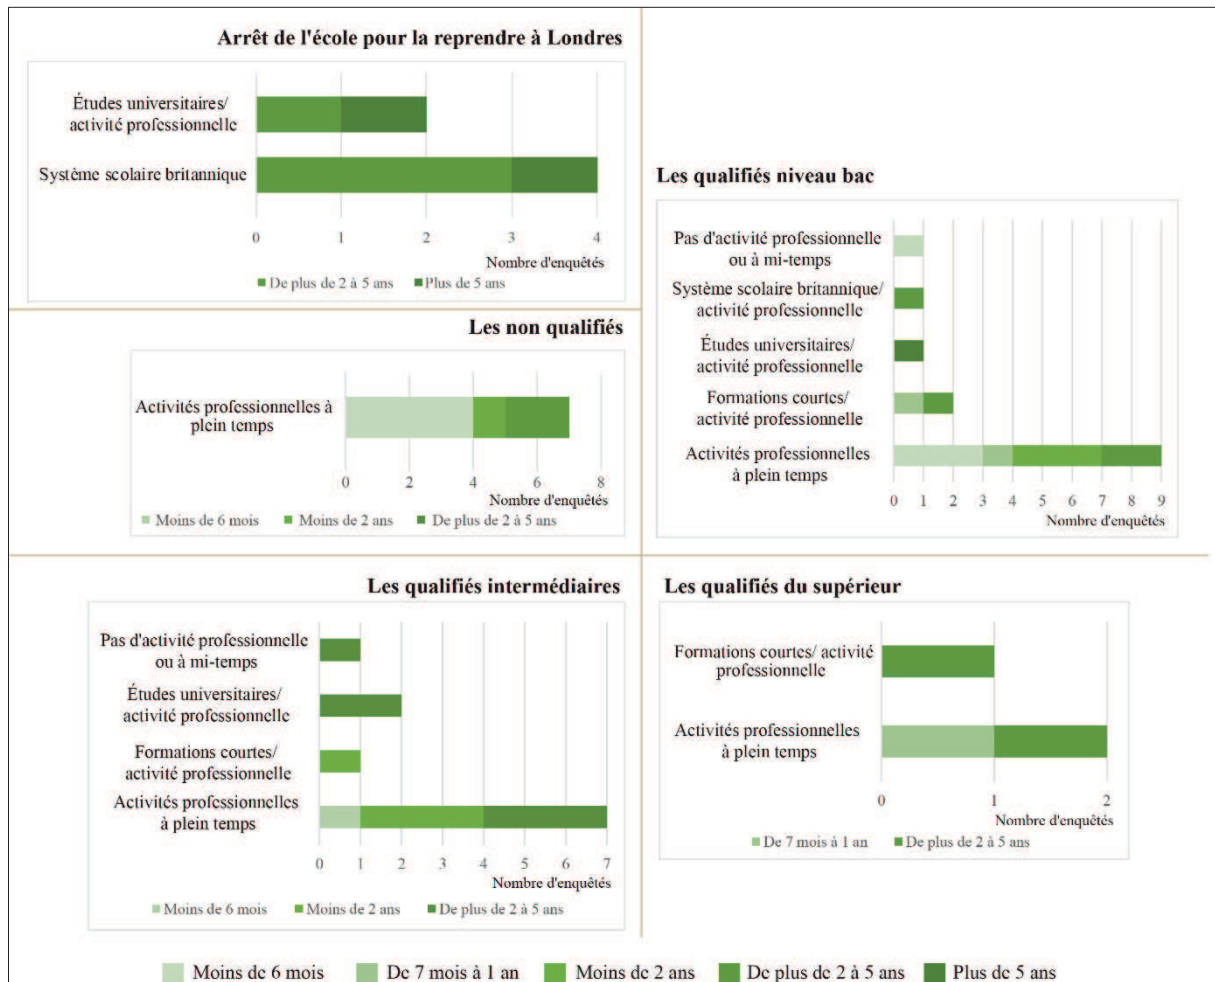 Arrêt de l'école pour la reprendre à Londres
Études universitaires/
activité professionnelle
Système scolaire britannique
0 1 2 3 4
Nombre d'enquêtés
De plus de 2 à 5 ans Plus de 5 ans
Les non qualifiés
Activités professionnelles à
plein temps
0 2 4 6 8
Nombre d'enquêtés
Moins de 6 mois Moins de 2 ans De plus de 2 à 5 ans
Les qualifiés niveau bac
Pas d'activité professionnelle
ou à mi-temps
Système scolaire britannique/
activité professionnelle
Études universitaires/
activité professionnelle
Formations courtes/
activité professionnelle
Activités professionnelles
à plein temps
0 1 2 3 4 5 6 7 8 9
Nombre d'enquêtés
Les qualifiés intermédiaires
Pas d'activité professionnelle
ou à mi-temps
Études universitaires/
activité professionnelle
Formations courtes/
activité professionnelle
Activités professionnelles
à plein temps
0 1 2 3 4 5 6 7
Nombre d'enquêtés
Moins de 6 mois Moins de 2 ans De plus de 2 à 5 ans
Les qualifiés du supérieur
Formations courtes/ activité
professionnelle
Activités professionnelles
à plein temps
0 1 2
Nombre d'enquêtés
De 7 mois à 1 an De plus de 2 à 5 ans
Moins de 6 mois De 7 mois à 1 an Moins de 2 ans De plus de 2 à 5 ans Plus de 5 ans